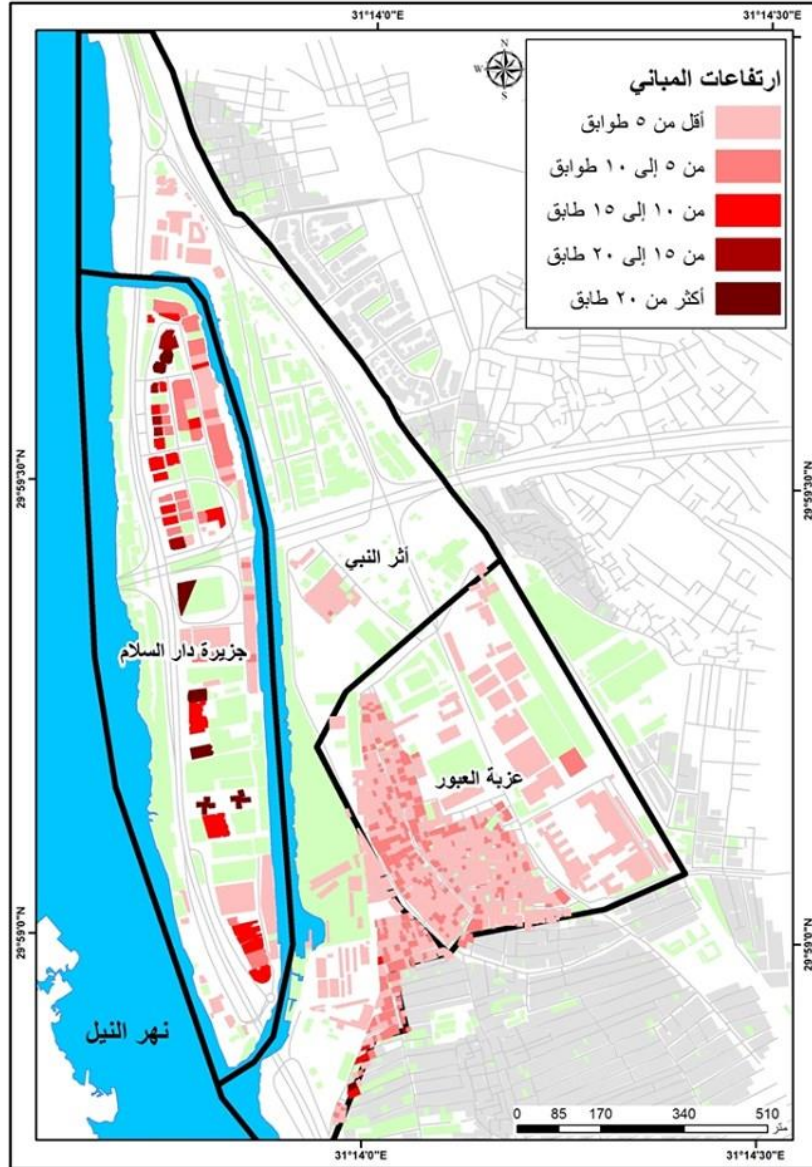 31°14'0"E
31°14'30"E
N
W
E
S
ارتفاعات المباني
أقل من ٥ طوابق
من ٥ إلى ١٠ طوابق
من ١٠ إلى ١٥ طابق
من ١٥ إلى ٢٠ طابق
أكثر من ٢٠ طابق
29°59'30"N
29°59'30"N
أثر النبي
جزيرة دار السلام
عزبة العبور
29°59'0"N
29°59'0"N
نهر النيل
0 85 170 340 510
متر
31°14'0"E
31°14'30"E